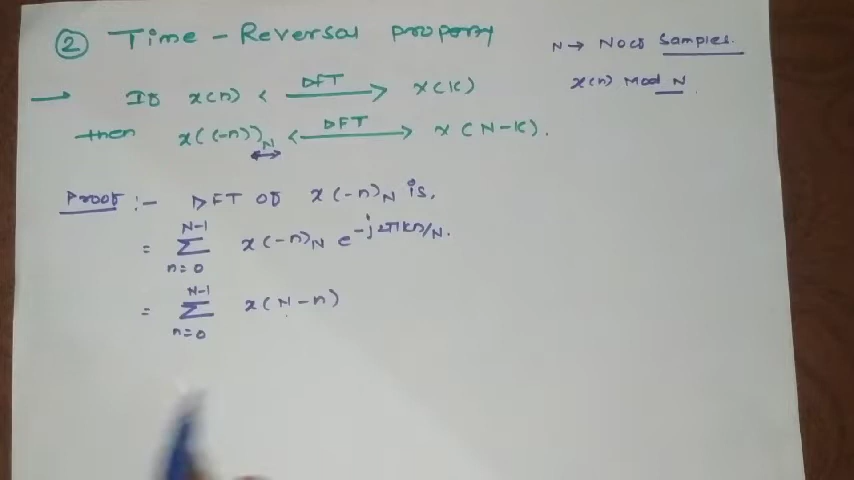 ② Time - Reversal property
N → No of Samples.
x(n) Mod N
→ If x(n) <—DFT—> X(K)
then x((-n))N <—DFT—> X(N-K).
Proof :- DFT of x(-n)N is,
= N-1 Σ n=0 x(-n)N e^-j2πKn/N.
= N-1 Σ n=0 x(N-n)